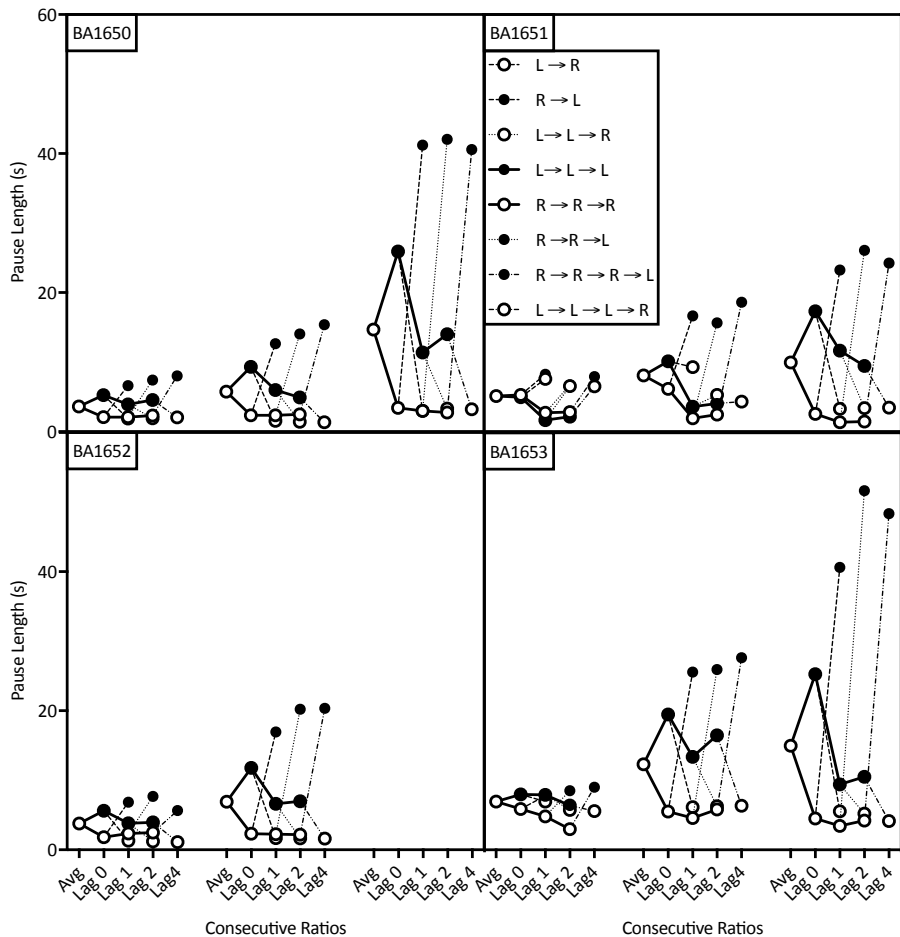 60
BA1650
BA1651
L → R
R → L
L → L → R
L → L → L
R → R → R
R → R → L
R → R → R → L
L → L → L → R
40
Pause Length (s)
20
0
BA1652
BA1653
40
Pause Length (s)
20
0
Avg Lag 0 Lag 1 Lag 2 Lag4 Avg Lag 0 Lag 1 Lag 2 Lag4 Avg Lag 0 Lag 1 Lag 2 Lag 4
Avg Lag 0 Lag 1 Lag 2 Lag4 Avg Lag 0 Lag 1 Lag 2 Lag4 Avg Lag 0 Lag 1 Lag 2 Lag 4
Consecutive Ratios
Consecutive Ratios